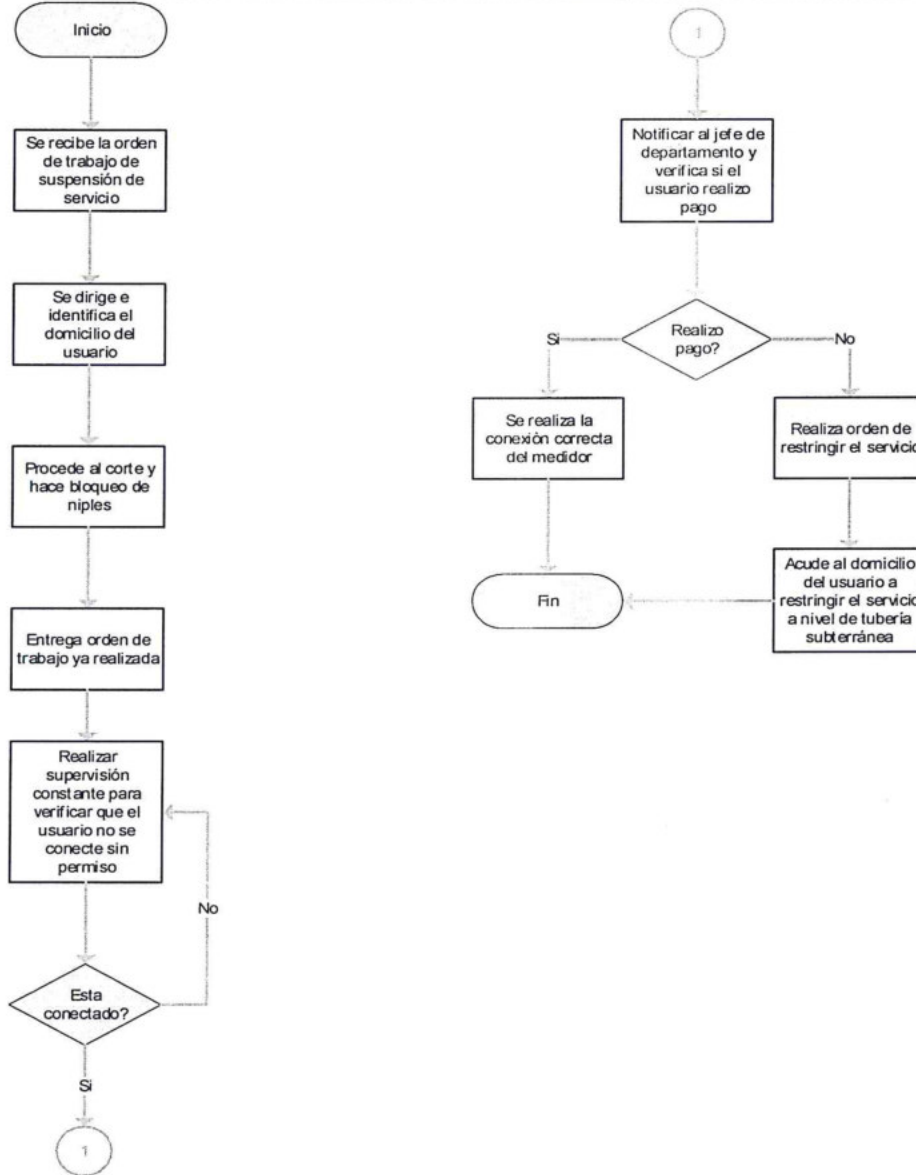 Inicio
Se recibe la orden
de trabajo de
suspensión de
servicio
Se dirige e
identifica el
domicilio del
usuario
Procede al corte y
hace bloqueo de
niples
Entrega orden de
trabajo ya realizada
Realizar
supervisión
constante para
verificar que el
usuario no se
conecte sin
permiso
No
Esta
conectado?
Si
1
1
Notificar al jefe de
departamento y
verifica si el
usuario realizo
pago
Realizo
pago?
Si
No
Se realiza la
conexión correcta
del medidor
Realiza orden de
restringir el servicio
Fin
Acude al domicilio
del usuario a
restringir el servicio
a nivel de tubería
subterránea